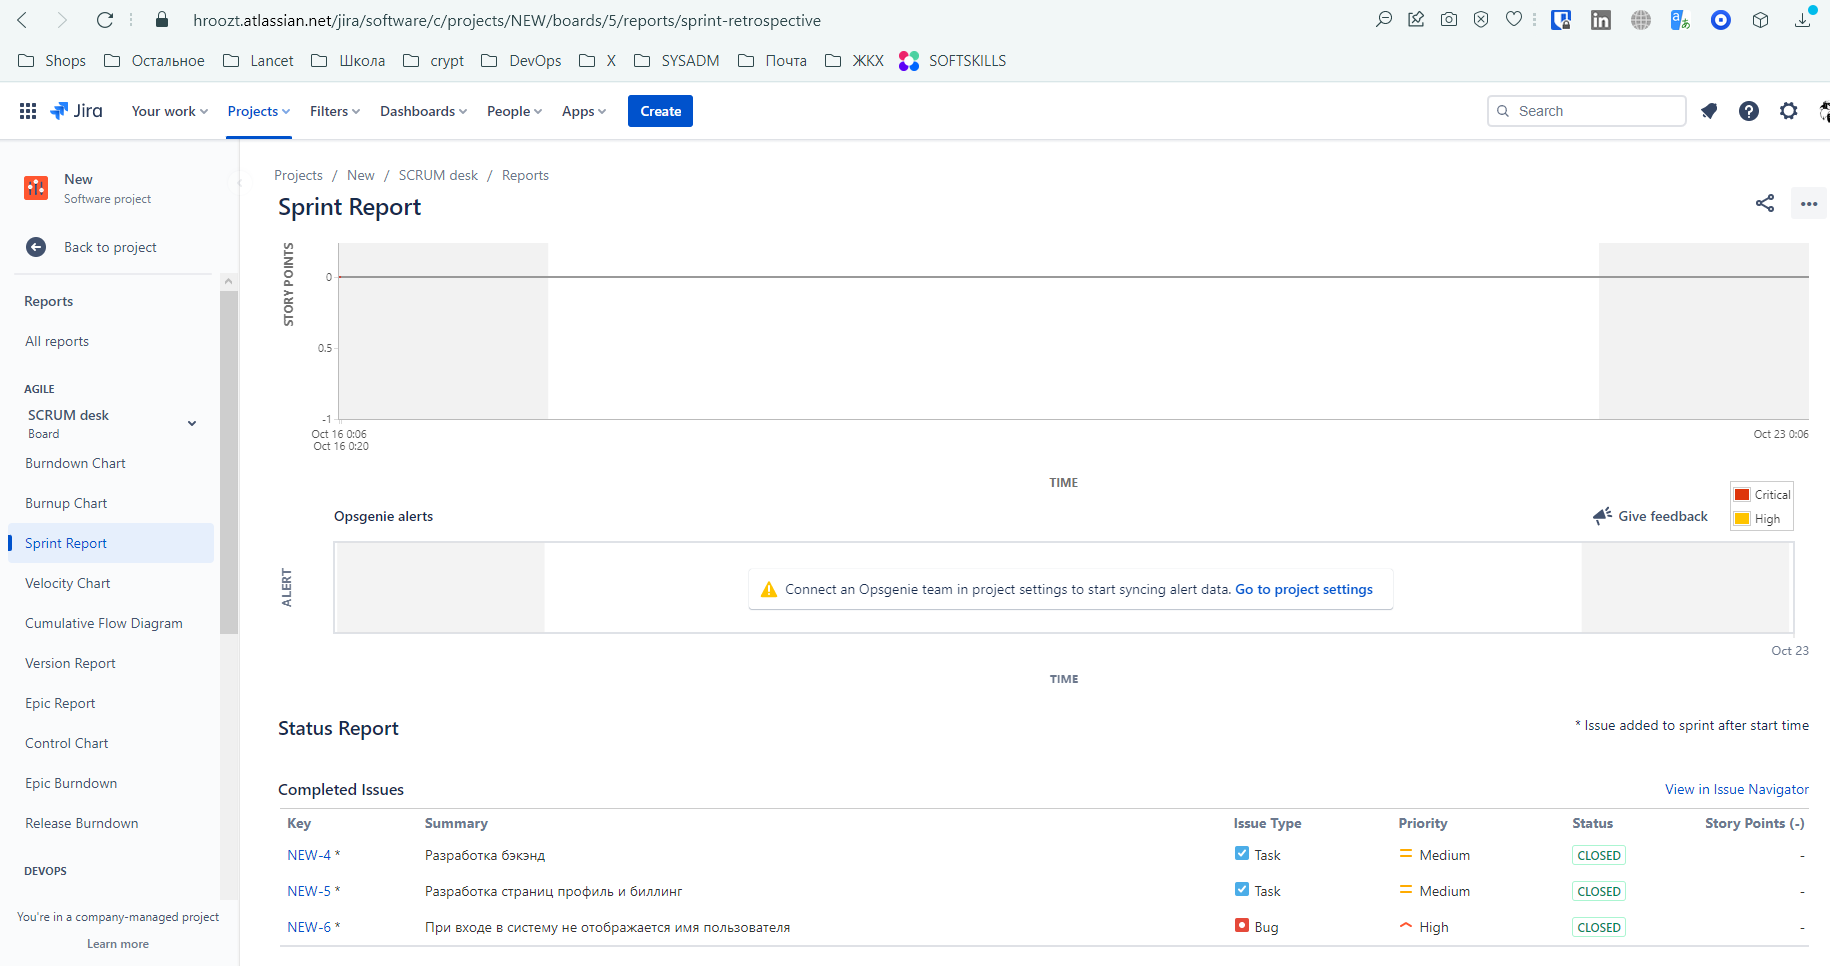 hroozt.atlassian.net/jira/software/c/projects/NEW/boards/5/reports/sprint-retrospective
Shops Остальное Lancet Школа crypt DevOps X SYSADM Почта ЖКХ SOFTSKILLS
Jira Your work Projects Filters Dashboards People Apps Create Search
New
Software project
Back to project
Reports
All reports
AGILE
SCRUM desk
Board
Burndown Chart
Burnup Chart
Sprint Report
Velocity Chart
Cumulative Flow Diagram
Version Report
Epic Report
Control Chart
Epic Burndown
Release Burndown
DEVOPS
You're in a company-managed project
Learn more
Projects / New / SCRUM desk / Reports
Sprint Report
STORY POINTS
0
0.5
-1
Oct 16 0:06
Oct 16 0:20
Oct 23 0:06
TIME
Opsgenie alerts
Give feedback
Critical
High
ALERT
Connect an Opsgenie team in project settings to start syncing alert data. Go to project settings
Oct 23
TIME
Status Report
* Issue added to sprint after start time
Completed Issues
View in Issue Navigator
Key Summary Issue Type Priority Status Story Points (-)
NEW-4 * Разработка бэкэнд Task Medium CLOSED -
NEW-5 * Разработка страниц профиль и биллинг Task Medium CLOSED -
NEW-6 * При входе в систему не отображается имя пользователя Bug High CLOSED -